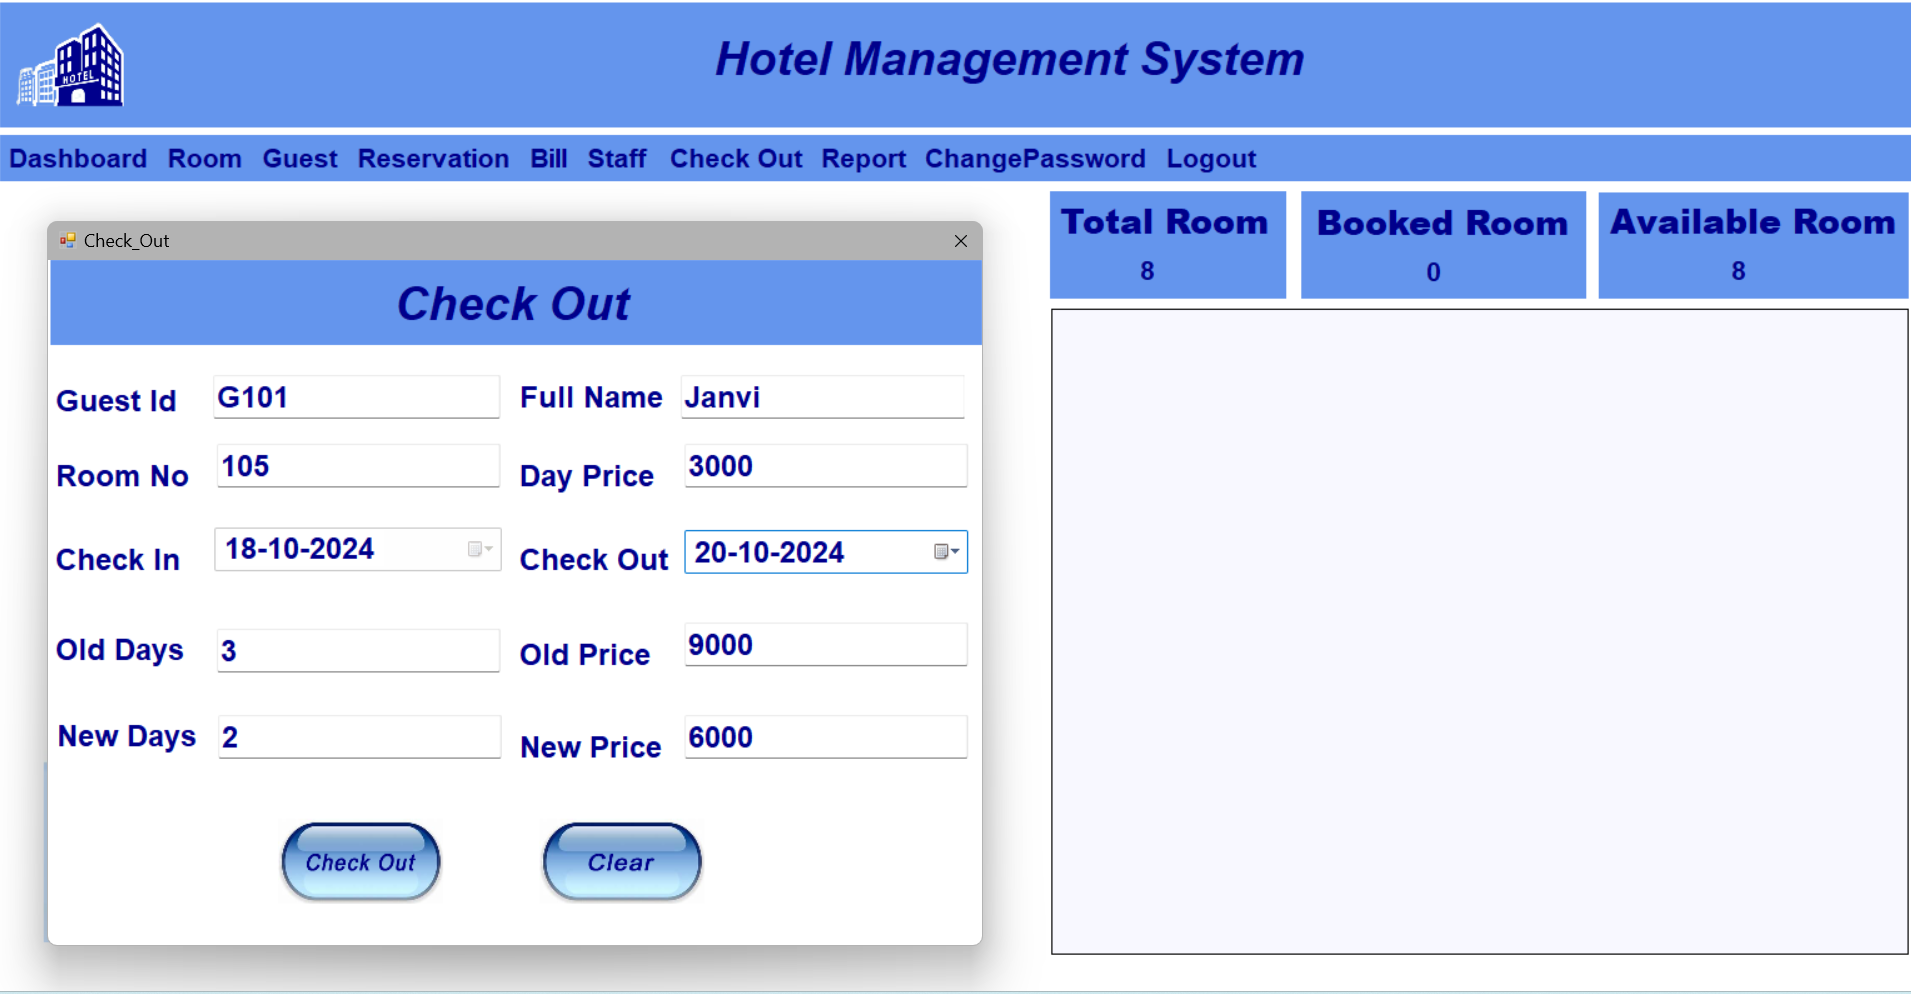 HOTEL
Hotel Management System
Dashboard Room Guest Reservation Bill Staff Check Out Report ChangePassword Logout
Total Room
8
Booked Room
0
Available Room
8
Check_Out
Check Out
Guest Id G101 Full Name Janvi
Room No 105 Day Price 3000
Check In 18-10-2024 Check Out 20-10-2024
Old Days 3 Old Price 9000
New Days 2 New Price 6000
Check Out Clear